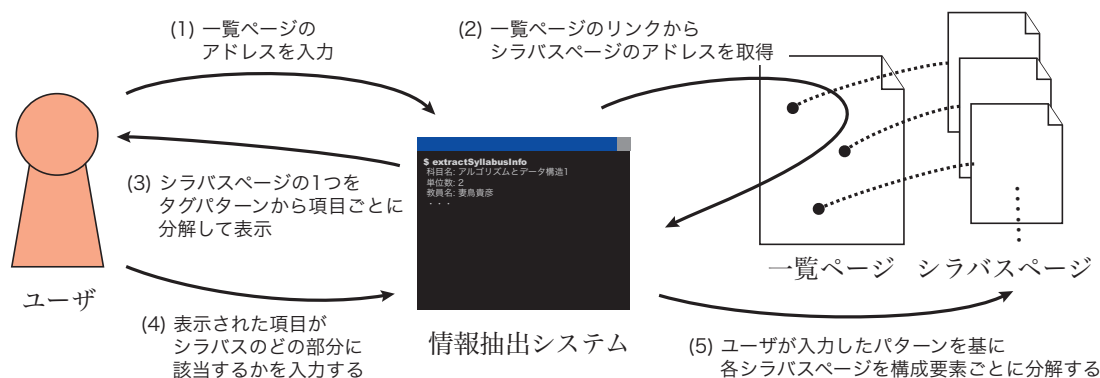 (1) 一覧ページの
アドレスを入力
(2) 一覧ページのリンクから
シラバスページのアドレスを取得
$ extractSyllabusInfo
科目名: アルゴリズムとデータ構造1
単位数: 2
教員名: 妻鳥貴彦
・・・
(3) シラバスページの1つを
タグパターンから項目ごとに
分解して表示
一覧ページ
シラバスページ
ユーザ
(4) 表示された項目が
シラバスのどの部分に
該当するかを入力する
情報抽出システム
(5) ユーザが入力したパターンを基に
各シラバスページを構成要素ごとに分解する